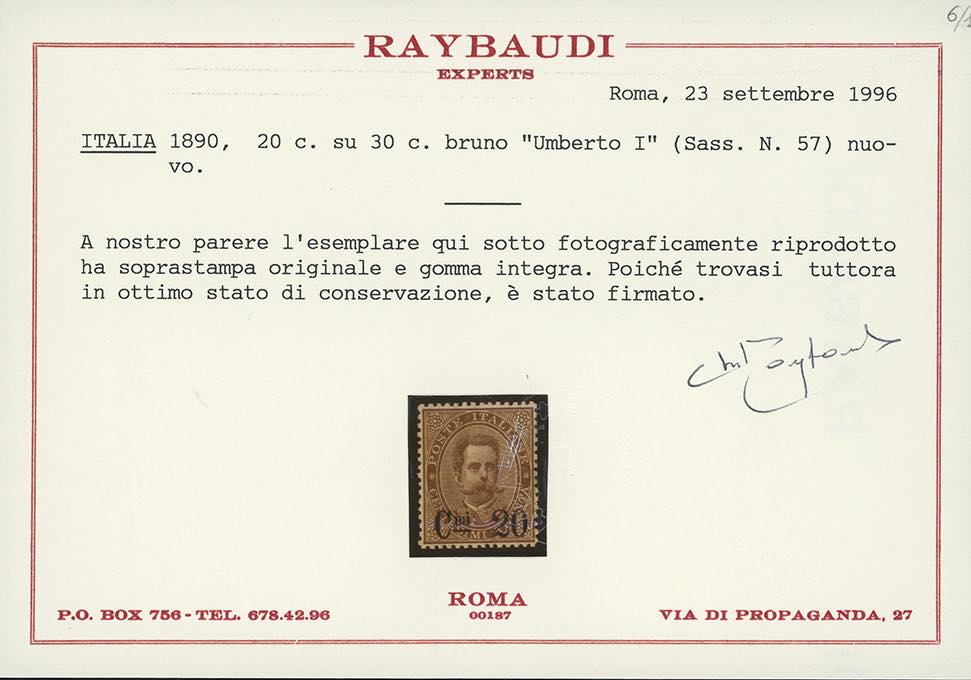 6/
RAYBAUDI
EXPERTS
Roma, 23 settembre 1996
ITALIA 1890, 20 c. su 30 c. bruno "Umberto I" (Sass. N. 57) nuo-
vo.
A nostro parere l'esemplare qui sotto fotograficamente riprodotto
ha soprastampa originale e gomma integra. Poiché trovasi tuttora
in ottimo stato di conservazione, è stato firmato.
POSTE ITALIANE
Cmi 20
ROMA
00187
P.O. BOX 756 - TEL. 678.42.96
VIA DI PROPAGANDA, 27